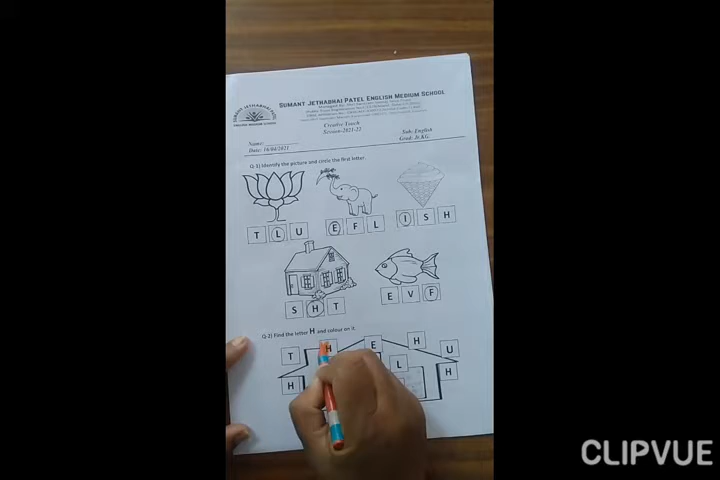 SUMANT JETHABHAI PATEL ENGLISH MEDIUM SCHOOL
Creative Touch
Session-2021-22
Name:
Sub: English
Date: 16/04/2021
Grad: Jr.KG.
Q-1) Identify the picture and circle the first letter.
T L U
E F L
I S H
S H T
E V F
Q-2) Find the letter H and colour on it.
T H E H U
H L H
CLIPVUE